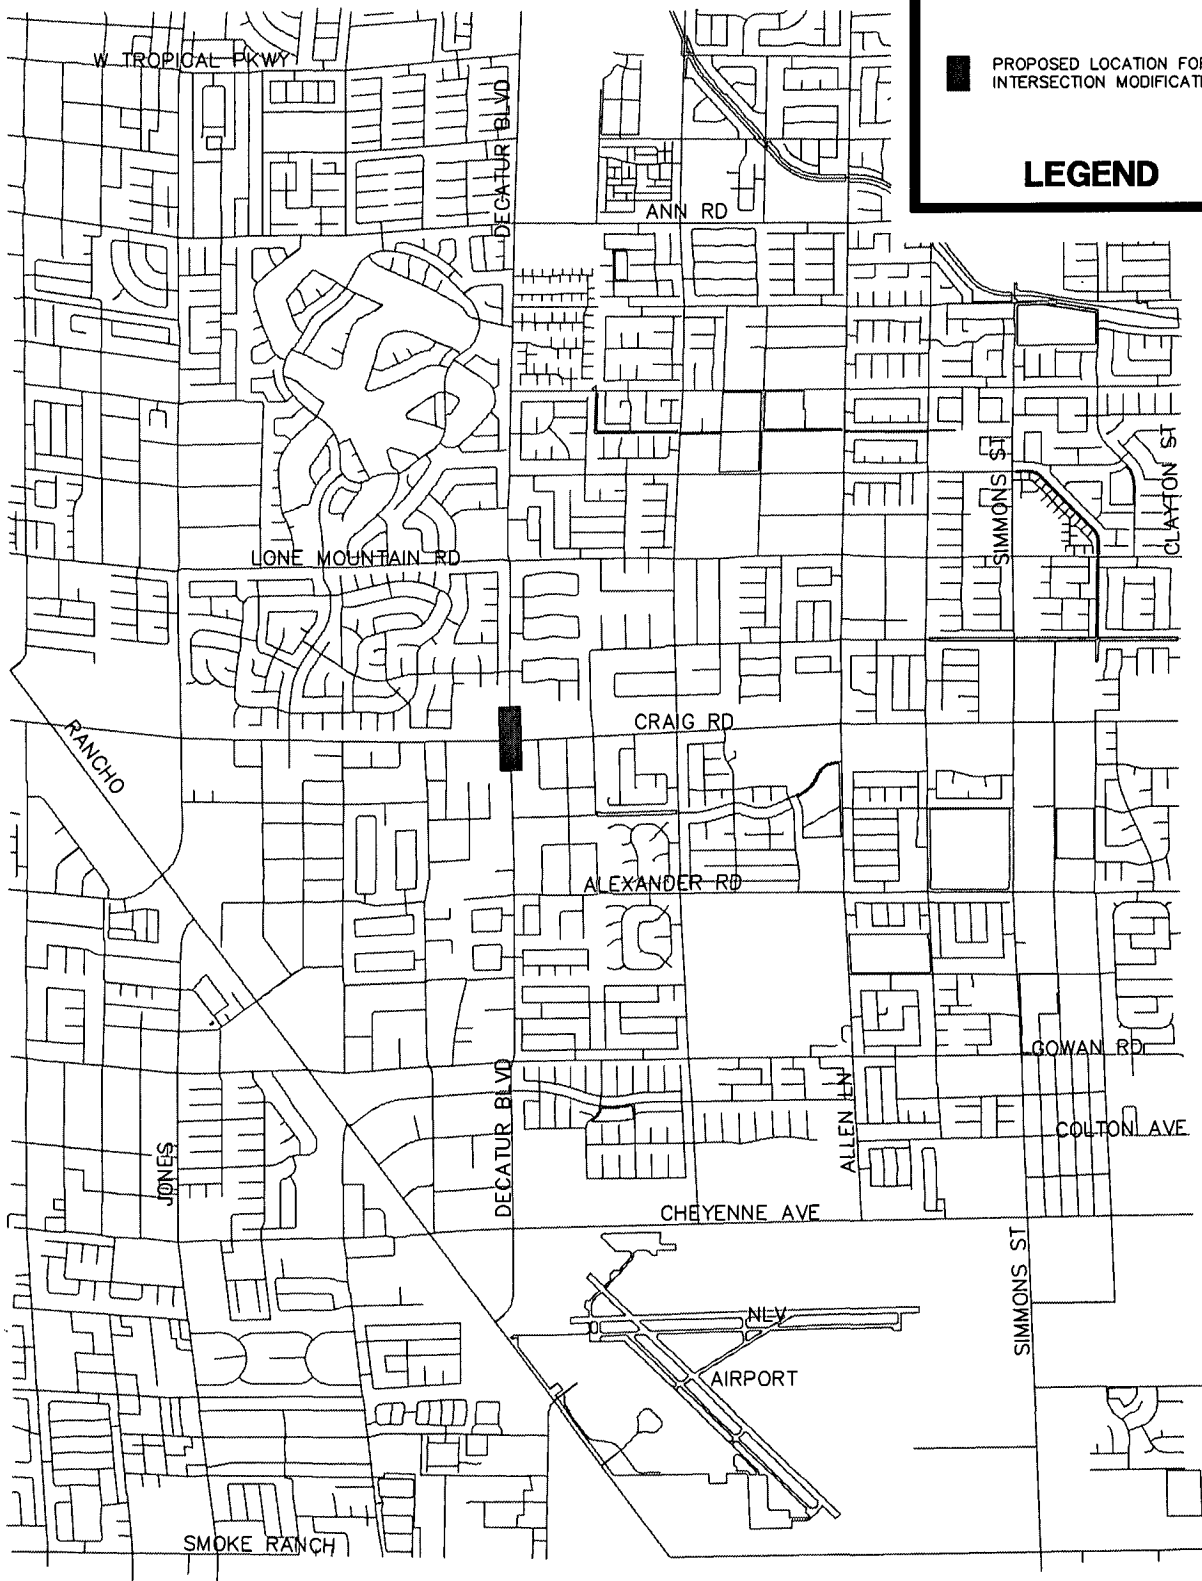 W TROPICAL PKWY
DECATUR BLVD
PROPOSED LOCATION FOR
INTERSECTION
LEGEND
ANN RD
SIMMONS ST
CLAYTON ST
LONE MOUNTAIN RD
RANCHO
CRAIG RD
ALEXANDER RD
GOWAN RD
DECATUR BLVD
ALLEN LN
COLTON AVE
JONES
CHEYENNE AVE
SIMMONS ST
NLV
AIRPORT
SMOKE RANCH